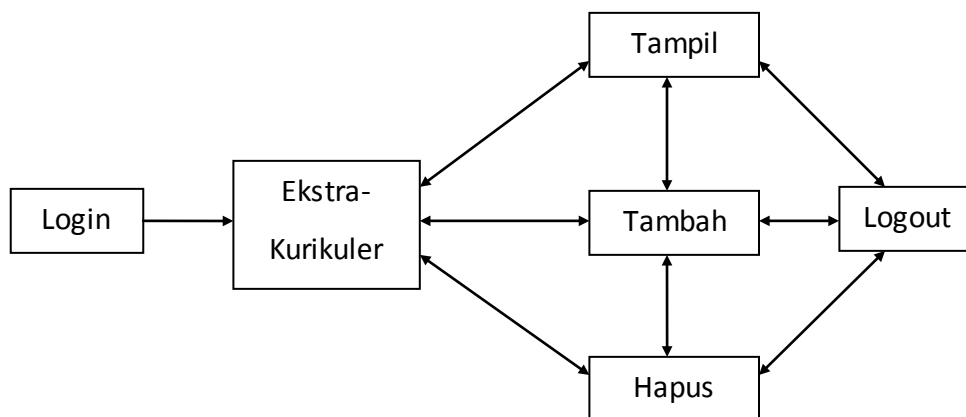 Tampil
Login
Ekstra-
Kurikuler
Tambah
Logout
Hapus